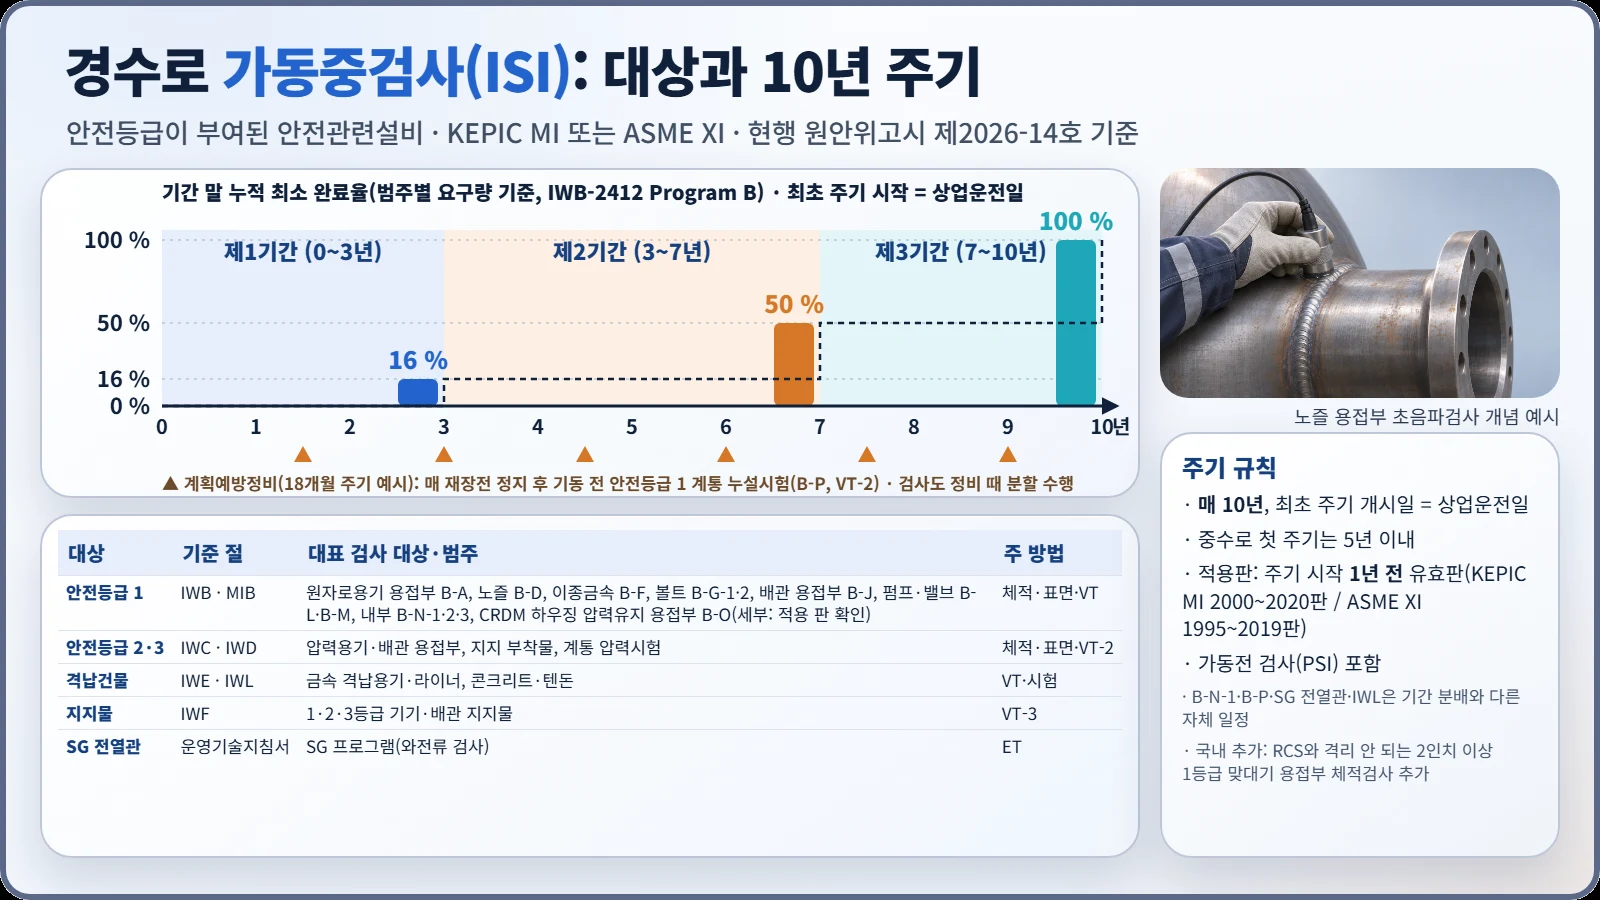 경수로 가동중검사(ISI): 대상과 10년 주기
안전등급이 부여된 안전관련설비 · KEPIC MI 또는 ASME XI · 현행 원안위고시 제2026-14호 기준
기간 말 누적 최소 완료율(범주별 요구량 기준, IWB-2412 Program B) · 최초 주기 시작 = 상업운전일
100 %
100 %
제1기간 (0~3년)
제2기간 (3~7년)
제3기간 (7~10년)
50 %
50 %
16 %
16 %
0 %
0 1 2 3 4 5 6 7 8 9 10년
▲ 계획예방정비(18개월 주기 예시): 매 재장전 정지 후 기동 전 안전등급 1 계통 누설시험(B-P, VT-2) · 검사도 정비 때 분할 수행
대상 기준 절 대표 검사 대상·범주 주 방법
안전등급 1 IWB · MIB 원자로용기 용접부 B-A, 노즐 B-D, 이종금속 B-F, 볼트 B-G-1·2, 배관 용접부 B-J, 펌프·밸브 B- 체적·표면·VT
L·B-M, 내부 B-N-1·2·3, CRDM 하우징 압력유지 용접부 B-O(세부: 적용 판 확인)
안전등급 2·3 IWC · IWD 압력용기·배관 용접부, 지지 부착물, 계통 압력시험 체적·표면·VT-2
격납건물 IWE · IWL 금속 격납용기·라이너, 콘크리트·텐돈 VT·시험
지지물 IWF 1·2·3등급 기기·배관 지지물 VT-3
SG 전열관 운영기술지침서 SG 프로그램(와전류 검사) ET
노즐 용접부 초음파검사 개념 예시
주기 규칙
· 매 10년, 최초 주기 개시일 = 상업운전일
· 중수로 첫 주기는 5년 이내
· 적용판: 주기 시작 1년 전 유효판(KEPIC
MI 2000~2020판 / ASME XI
1995~2019판)
· 가동전 검사(PSI) 포함
· B-N-1·B-P·SG 전열관·IWL은 기간 분배와 다른
자체 일정
· 국내 추가: RCS와 격리 안 되는 2인치 이상
1등급 맞대기 용접부 체적검사 추가